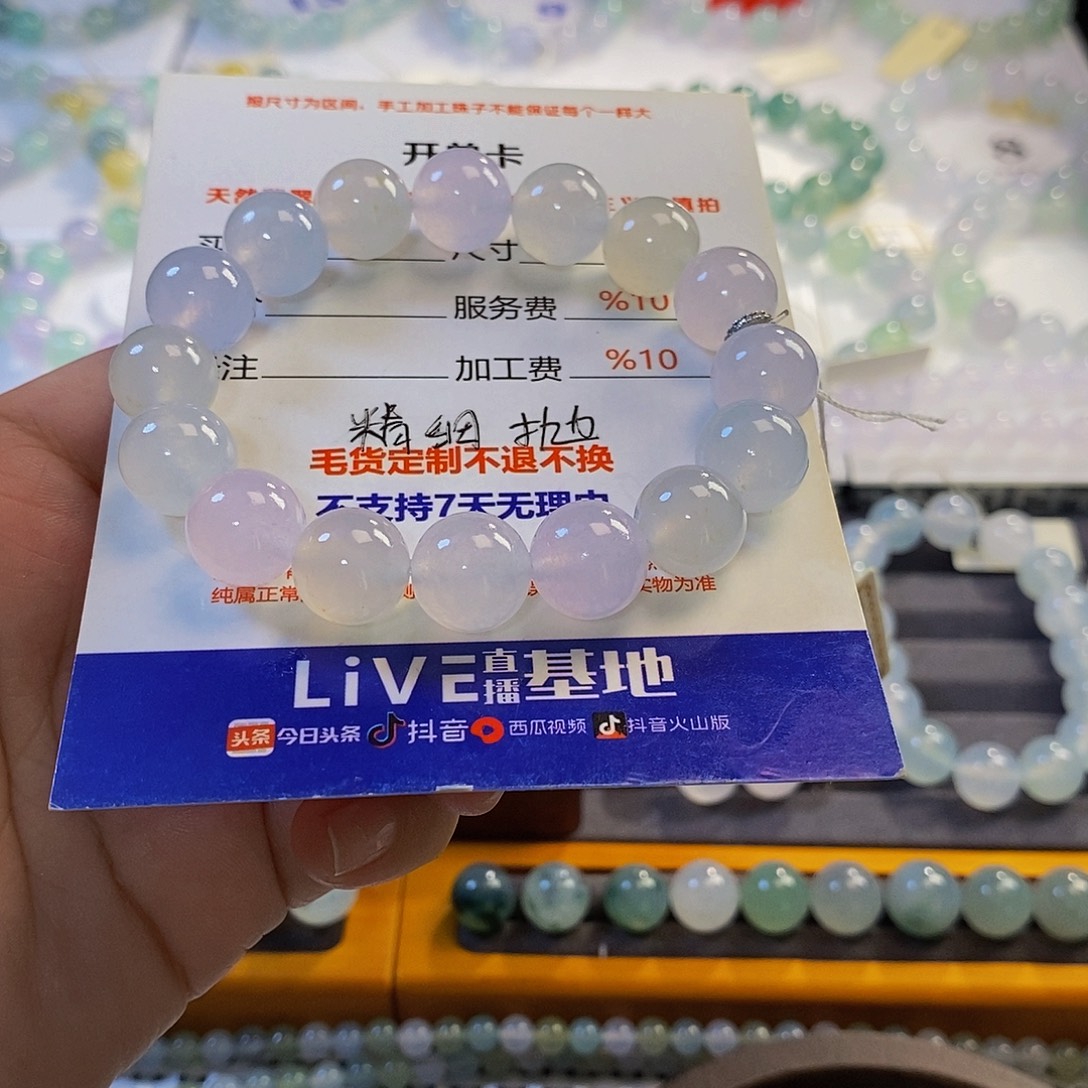 尺寸为区间，手工加工珠子不能保证每个一样大
开单卡
天然 慎拍
尺寸
服务费 %10
注 加工费 %10
精细 抛
毛货定制不退不换
不支持7天无理由
纯属正常 实物为准
LiVE直播基地
头条 今日头条 抖音 西瓜视频 抖音火山版